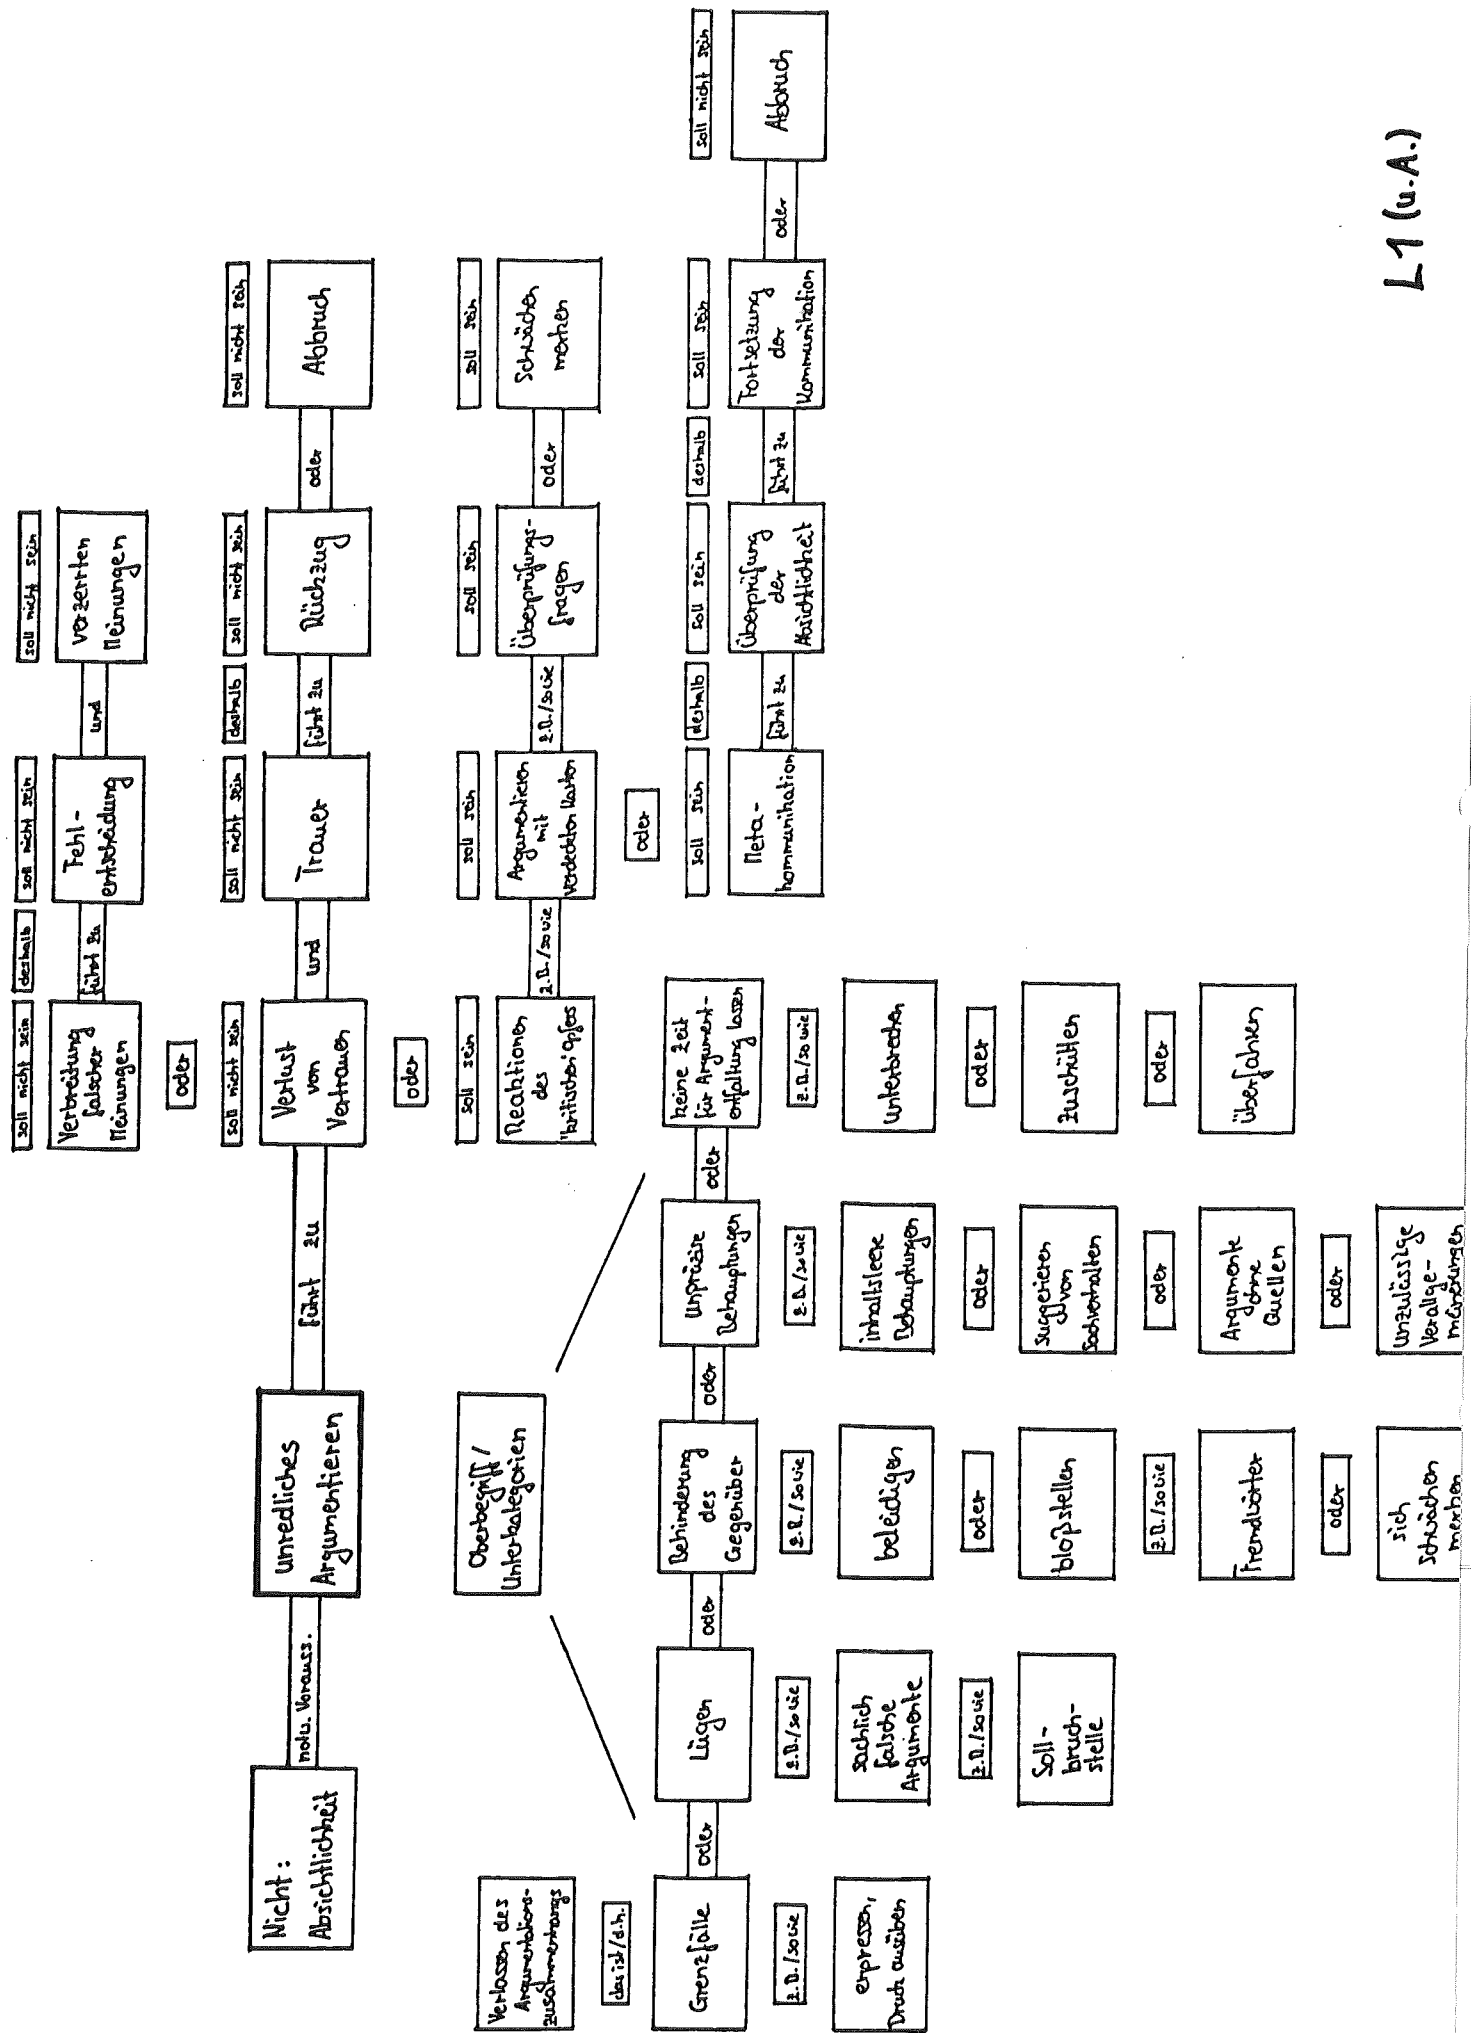 soll nicht sein
deshalb
soll nicht sein
soll nicht sein
Verbreitung
falscher
Meinungen
führt zu
Fehl-
entscheidung
und
verzerrten
Meinungen
oder
soll nicht sein
soll nicht sein
deshalb
soll nicht sein
soll nicht sein
Nicht:
Absichtlichkeit
notw. Vorauss.
unredliches
Argumentieren
führt zu
Verlust
von
Vertrauen
und
Trauer
führt zu
Rückzug
oder
Abbruch
oder
soll sein
soll sein
soll sein
soll sein
Verlassen des
Argumentations-
zusammenhangs
Oberbegriff/
Unterkategorien
Reaktionen
des
z.B./sowie
Argumentieren
mit
verdeckten Karten
z.B./sowie
Überprüfungs-
fragen
oder
Schwächen
merken
das ist/d.h.
oder
soll sein
deshalb
soll sein
deshalb
soll sein
soll nicht sein
Grenzfälle
oder
Lügen
oder
Behinderung
des
Gegenüber
oder
unpräzise
Behauptungen
oder
keine Zeit
für Argument-
entfaltung lassen
Meta-
kommunikation
führt zu
Überprüfung
der
Absichtlichkeit
führt zu
Fortsetzung
der
Kommunikation
oder
Abbruch
z.B./sowie
z.B./sowie
z.B./sowie
z.B./sowie
z.B./sowie
erpressen,
Druck ausüben
sachlich
falsche
Argumente
beleidigen
inhaltsleere
Behauptungen
unterbrechen
z.B./sowie
oder
oder
oder
Soll-
bruch-
stelle
bloßstellen
suggerieren
von
Sachverhalten
zuschütten
z.B./sowie
oder
oder
Fremdwörter
Argumente
ohne
Quellen
überfahren
oder
oder
sich
Schwächen
merken
unzulässige
Verallge-
meinerungen
L1 (u.A.)